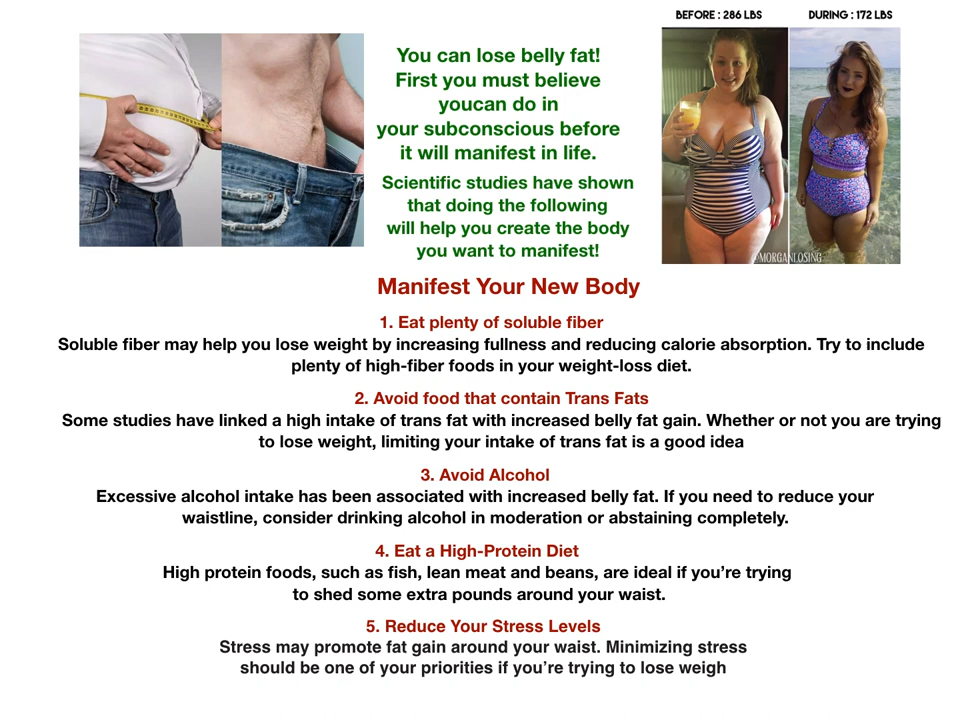 BEFORE : 286 LBS
DURING : 172 LBS
You can lose belly fat!
First you must believe
youcan do in
your subconscious before
it will manifest in life.
Scientific studies have shown
that doing the following
will help you create the body
you want to manifest!
@MORGANLOSING
Manifest Your New Body
1. Eat plenty of soluble fiber
Soluble fiber may help you lose weight by increasing fullness and reducing calorie absorption. Try to include
plenty of high-fiber foods in your weight-loss diet.
2. Avoid food that contain Trans Fats
Some studies have linked a high intake of trans fat with increased belly fat gain. Whether or not you are trying
to lose weight, limiting your intake of trans fat is a good idea
3. Avoid Alcohol
Excessive alcohol intake has been associated with increased belly fat. If you need to reduce your
waistline, consider drinking alcohol in moderation or abstaining completely.
4. Eat a High-Protein Diet
High protein foods, such as fish, lean meat and beans, are ideal if you’re trying
to shed some extra pounds around your waist.
5. Reduce Your Stress Levels
Stress may promote fat gain around your waist. Minimizing stress
should be one of your priorities if you’re trying to lose weigh